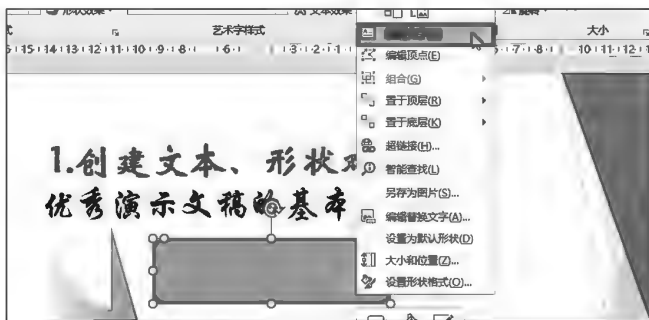 形状效果
文本效果
艺术字样式
大小
编辑顶点(E)
组合(G)
置于顶层(R)
置于底层(K)
超链接(H)...
智能查找(L)
另存为图片(S)...
编辑替换文字(A)...
设置为默认形状(D)
大小和位置(Z)...
设置形状格式(O)...
1.创建文本、形状
优秀演示文稿的基本